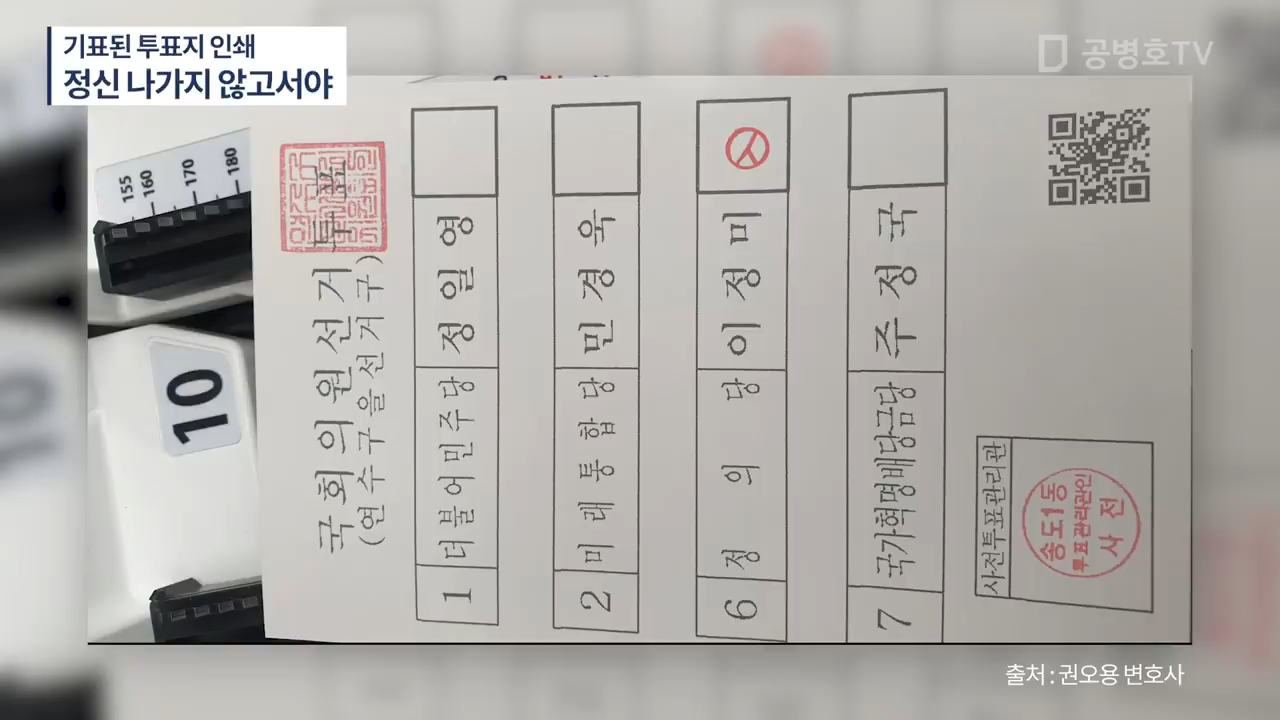 기표된 투표지 인쇄
정신 나가지 않고서야
공병호TV
155
160
170
180
10
국회의원선거투표
(연수구을선거구)
1 더불어민주당 정일영
2 미래통합당 민경욱
6 정의당 이정미
7 국가혁명배당금당 주정국
사전투표관리관
송도1동
투표관리관인
사전
출처 : 권오용 변호사